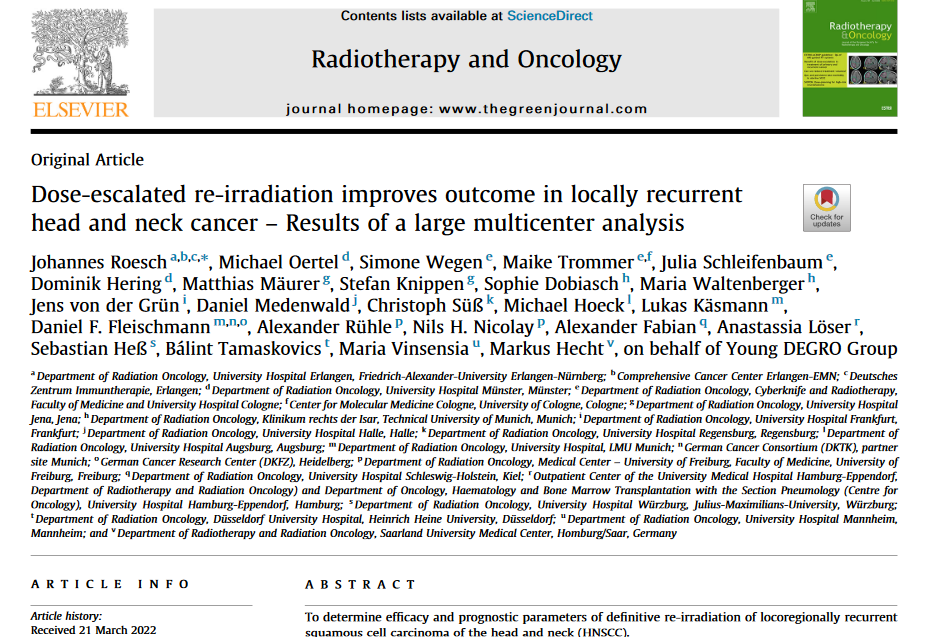 Contents lists available at ScienceDirect
Radiotherapy and Oncology
journal homepage: www.thegreenjournal.com
ELSEVIER
Radiotherapy
&Oncology
Original Article
Dose-escalated re-irradiation improves outcome in locally recurrent
head and neck cancer – Results of a large multicenter analysis
Check for
updates
Johannes Roesch a,b,c,*, Michael Oertel d, Simone Wegen e, Maike Trommer e,f, Julia Schleifenbaum e,
Dominik Hering d, Matthias Mäurer g, Stefan Knippen g, Sophie Dobiasch h, Maria Waltenberger h,
Jens von der Grün i, Daniel Medenwald j, Christoph Süß k, Michael Hoeck l, Lukas Käsmann m,
Daniel F. Fleischmann m,n,o, Alexander Rühle p, Nils H. Nicolay p, Alexander Fabian q, Anastassia Löser r,
Sebastian Heß s, Bálint Tamaskovics t, Maria Vinsensia u, Markus Hecht v, on behalf of Young DEGRO Group
a Department of Radiation Oncology, University Hospital Erlangen, Friedrich-Alexander-University Erlangen-Nürnberg; b Comprehensive Cancer Center Erlangen-EMN; c Deutsches
Zentrum Immuntherapie, Erlangen; d Department of Radiation Oncology, University Hospital Münster, Münster; e Department of Radiation Oncology, Cyberknife and Radiotherapy,
Faculty of Medicine and University Hospital Cologne; f Center for Molecular Medicine Cologne, University of Cologne, Cologne; g Department of Radiation Oncology, University Hospital
Jena, Jena; h Department of Radiation Oncology, Klinikum rechts der Isar, Technical University of Munich, Munich; i Department of Radiation Oncology, University Hospital Frankfurt,
Frankfurt; j Department of Radiation Oncology, University Hospital Halle, Halle; k Department of Radiation Oncology, University Hospital Regensburg, Regensburg; l Department of
Radiation Oncology, University Hospital Augsburg, Augsburg; m Department of Radiation Oncology, University Hospital, LMU Munich; n German Cancer Consortium (DKTK), partner
site Munich; o German Cancer Research Center (DKFZ), Heidelberg; p Department of Radiation Oncology, Medical Center – University of Freiburg, Faculty of Medicine, University of
Freiburg, Freiburg; q Department of Radiation Oncology, University Hospital Schleswig-Holstein, Kiel; r Outpatient Center of the University Medical Hospital Hamburg-Eppendorf,
Department of Radiotherapy and Radiation Oncology) and Department of Oncology, Haematology and Bone Marrow Transplantation with the Section Pneumology (Centre for
Oncology), University Hospital Hamburg-Eppendorf, Hamburg; s Department of Radiation Oncology, University Hospital Würzburg, Julius-Maximilians-University, Würzburg;
t Department of Radiation Oncology, Düsseldorf University Hospital, Heinrich Heine University, Düsseldorf; u Department of Radiation Oncology, University Hospital Mannheim,
Mannheim; and v Department of Radiotherapy and Radiation Oncology, Saarland University Medical Center, Homburg/Saar, Germany
ARTICLE INFO
Article history:
Received 21 March 2022
ABSTRACT
To determine efficacy and prognostic parameters of definitive re-irradiation of locoregionally recurrent
squamous cell carcinoma of the head and neck (HNSCC).